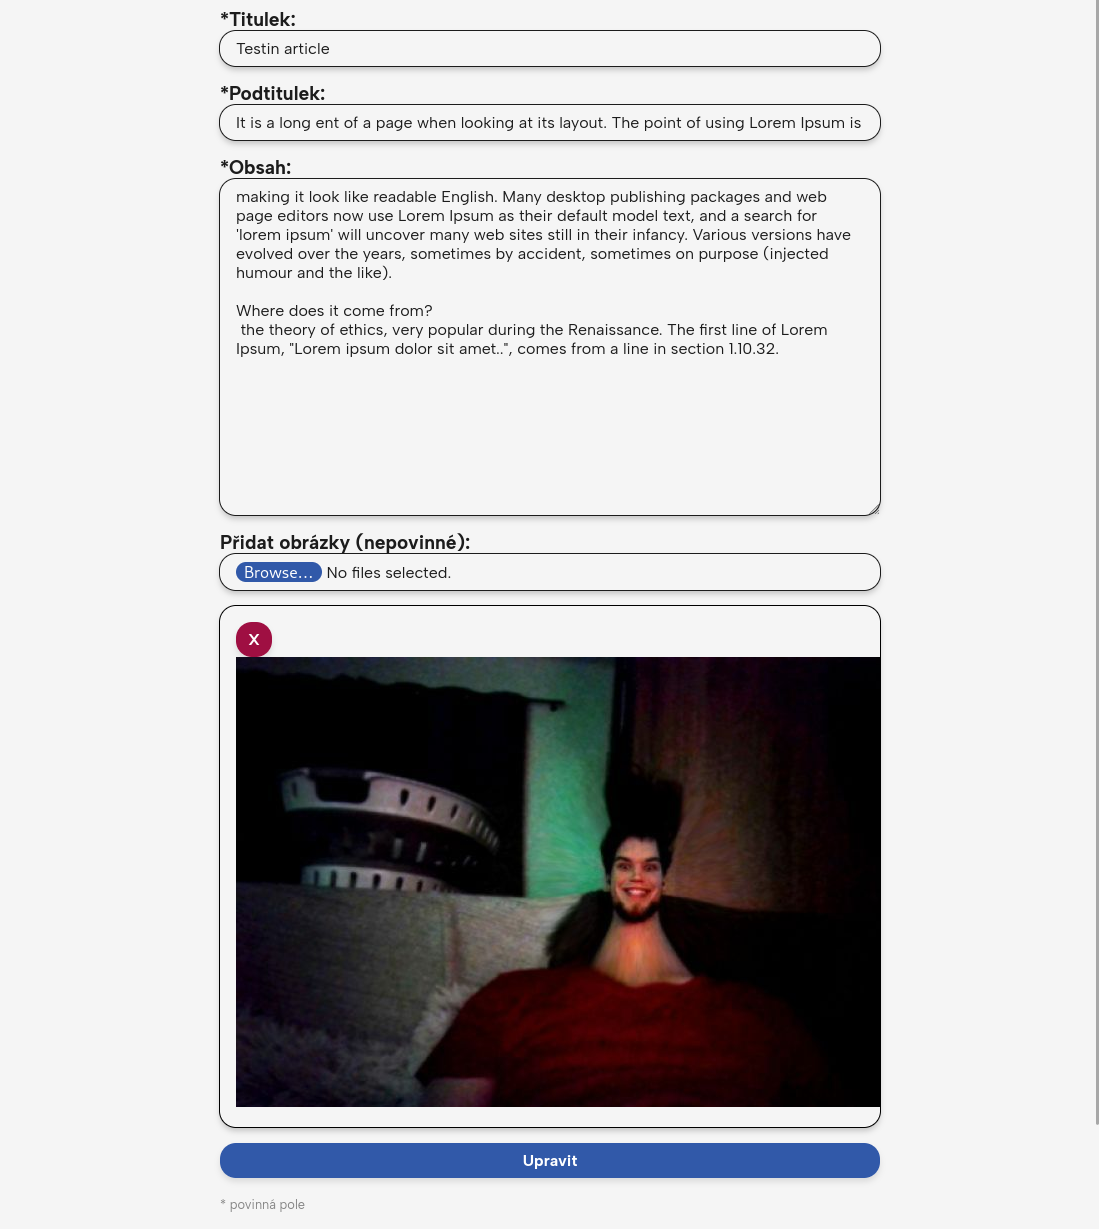 *Titulek:
Testin article
*Podtitulek:
It is a long ent of a page when looking at its layout. The point of using Lorem Ipsum is
*Obsah:
making it look like readable English. Many desktop publishing packages and web
page editors now use Lorem Ipsum as their default model text, and a search for
'lorem ipsum' will uncover many web sites still in their infancy. Various versions have
evolved over the years, sometimes by accident, sometimes on purpose (injected
humour and the like).
Where does it come from?
the theory of ethics, very popular during the Renaissance. The first line of Lorem
Ipsum, "Lorem ipsum dolor sit amet..", comes from a line in section 1.10.32.
Přidat obrázky (nepovinné):
Browse... No files selected.
X
Upravit
* povinná pole